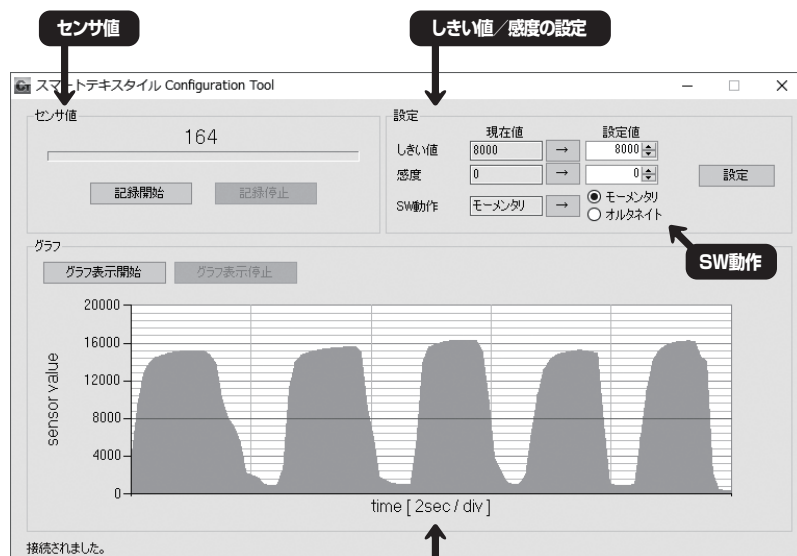 センサ値
しきい値／感度の設定
スマートテキスタイル Configuration Tool
センサ値
164
記録開始
記録停止
設定
現在値
設定値
しきい値
8000
→
8000
感度
0
→
0
設定
SW動作
モーメンタリ
→
モーメンタリ
オルタネイト
SW動作
グラフ
グラフ表示開始
グラフ表示停止
20000
16000
12000
8000
4000
0
sensor value
time [ 2sec / div ]
接続されました。